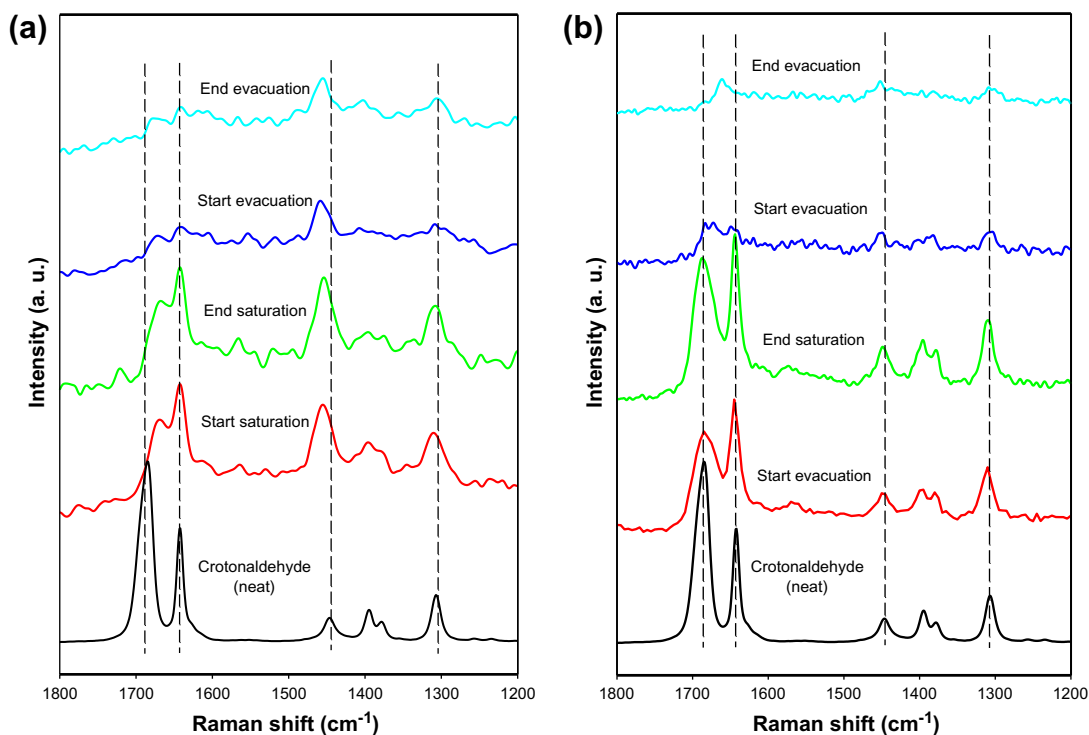 (a)
End evacuation
Start evacuation
End saturation
Start saturation
Crotonaldehyde
(neat)
Intensity (a. u.)
1800 1700 1600 1500 1400 1300 1200
Raman shift (cm⁻¹)
(b)
End evacuation
Start evacuation
End saturation
Start evacuation
Crotonaldehyde
(neat)
Intensity (a. u.)
1800 1700 1600 1500 1400 1300 1200
Raman shift (cm⁻¹)